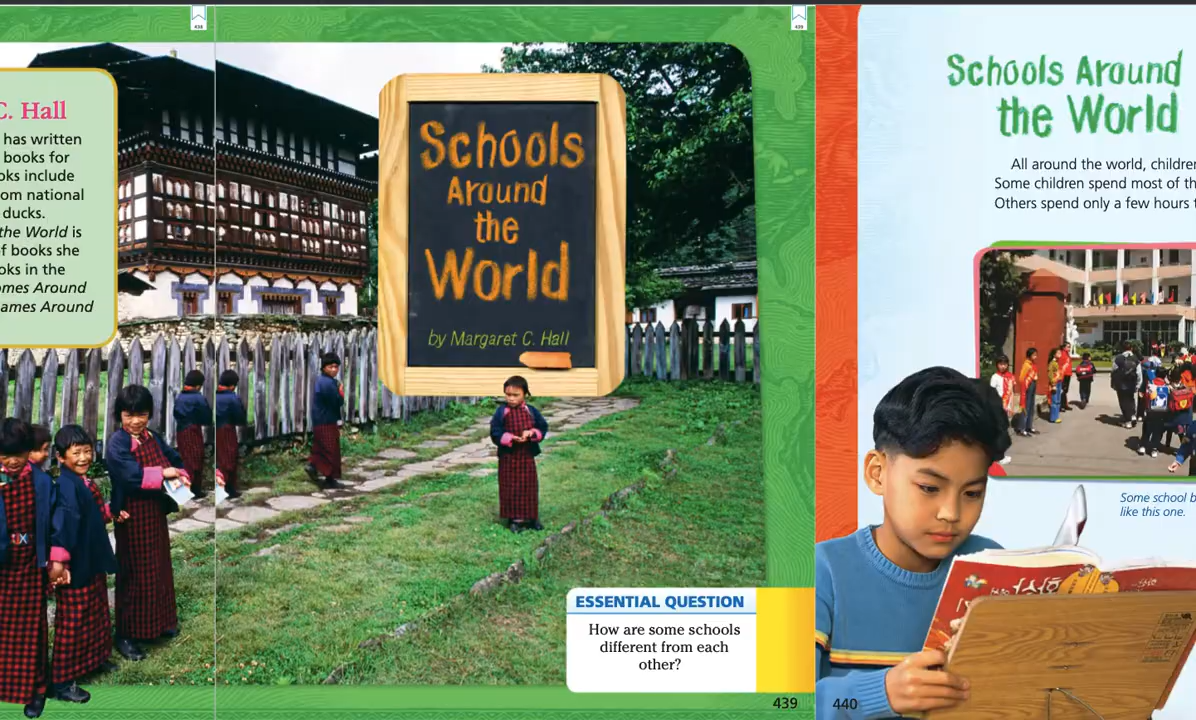 438
439
C. Hall
has written
books for
oks include
om national
ducks.
the World is
of books she
oks in the
omes Around
ames Around
Schools
Around
the
World
by Margaret C. Hall
ESSENTIAL QUESTION
How are some schools
different from each
other?
439
Schools Around
the World
All around the world, children
Some children spend most of th
Others spend only a few hours
Some school b
like this one.
440